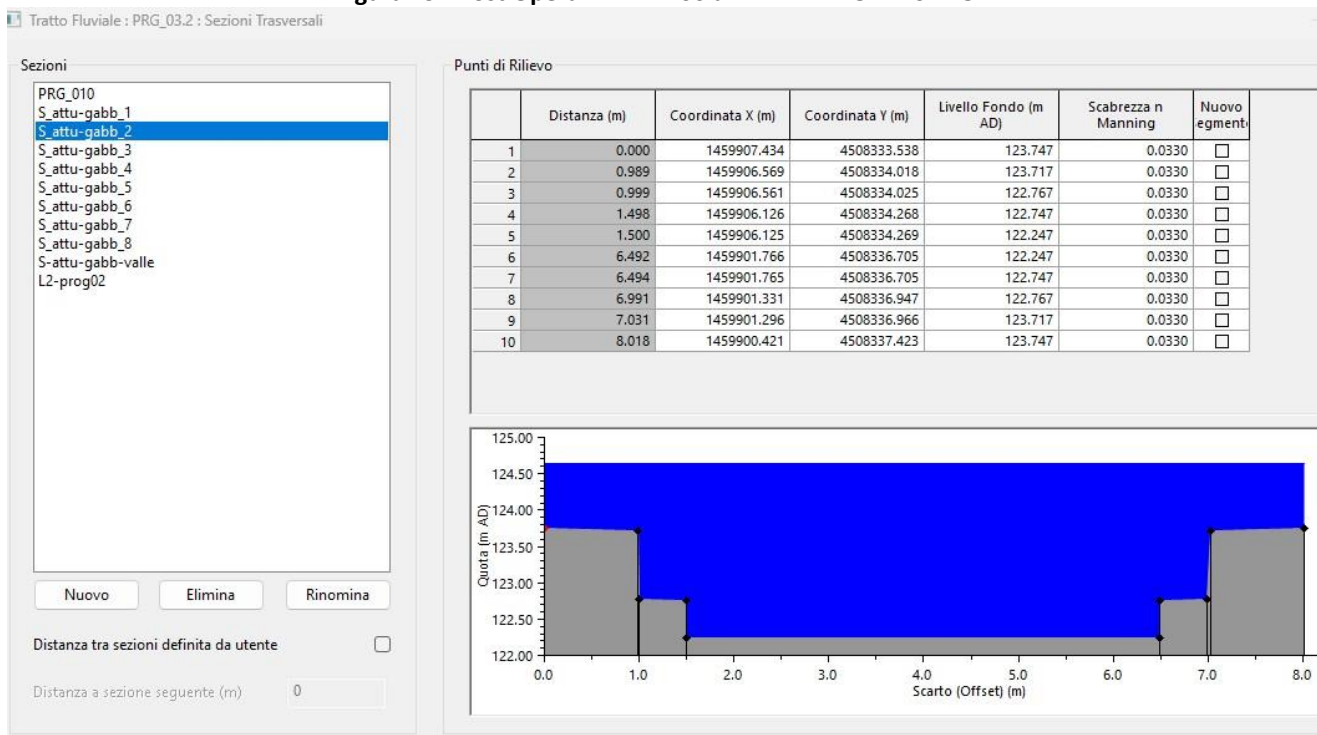 Tratto Fluviale : PRG_03.2 : Sezioni Trasversali
Sezioni
PRG_010
S_attu-gabb_1
S_attu-gabb_2
S_attu-gabb_3
S_attu-gabb_4
S_attu-gabb_5
S_attu-gabb_6
S_attu-gabb_7
S_attu-gabb_8
S-attu-gabb-valle
L2-prog02
Nuovo Elimina Rinomina
Distanza tra sezioni definita da utente
Distanza a sezione seguente (m) 0
Punti di Rilievo
Distanza (m) Coordinata X (m) Coordinata Y (m) Livello Fondo (m AD) Scabrezza n Manning Nuovo egment
1 0.000 1459907.434 4508333.538 123.747 0.0330
2 0.989 1459906.569 4508334.018 123.717 0.0330
3 0.999 1459906.561 4508334.025 122.767 0.0330
4 1.498 1459906.126 4508334.268 122.747 0.0330
5 1.500 1459906.125 4508334.269 122.247 0.0330
6 6.492 1459901.766 4508336.705 122.247 0.0330
7 6.494 1459901.765 4508336.705 122.747 0.0330
8 6.991 1459901.331 4508336.947 122.767 0.0330
9 7.031 1459901.296 4508336.966 123.717 0.0330
10 8.018 1459900.421 4508337.423 123.747 0.0330
Quota (m AD)
125.00
124.50
124.00
123.50
123.00
122.50
122.00
0.0 1.0 2.0 3.0 4.0 5.0 6.0 7.0 8.0
Scarto (Offset) (m)